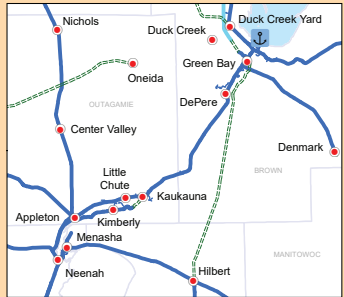 Nichols
Duck Creek Yard
Duck Creek
Green Bay
Oneida
OUTAGAMIE
DePere
Center Valley
Denmark
Little
Chute
BROWN
Kaukauna
Appleton
Kimberly
Menasha
MANITOWOC
Neenah
Hilbert